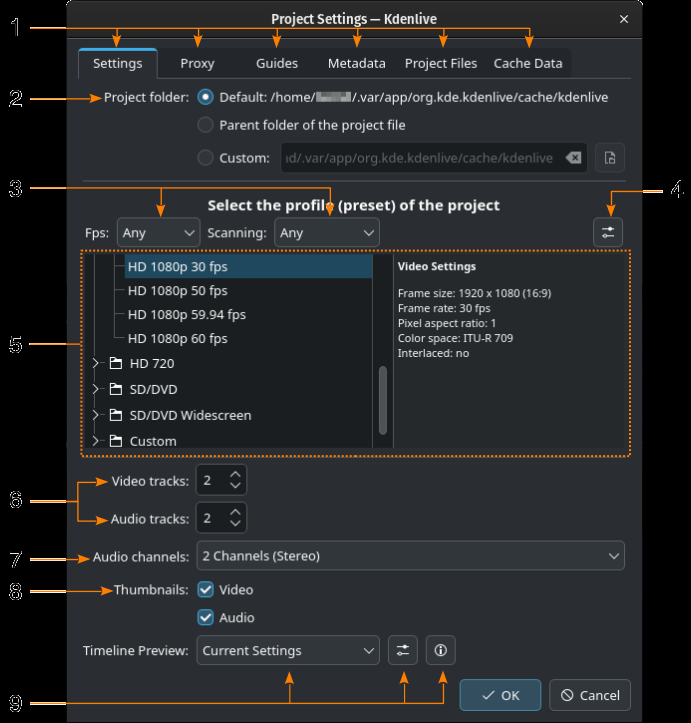 Project Settings — Kdenlive
1
Settings Proxy Guides Metadata Project Files Cache Data
2 Project folder: Default: /home/ /.var/app/org.kde.kdenlive/cache/kdenlive
Parent folder of the project file
Custom: d/.var/app/org.kde.kdenlive/cache/kdenlive
3 4
Select the profile (preset) of the project
Fps: Any Scanning: Any
HD 1080p 30 fps
HD 1080p 50 fps
HD 1080p 59.94 fps
HD 1080p 60 fps
5
HD 720
SD/DVD
SD/DVD Widescreen
Custom
Video Settings
Frame size: 1920 x 1080 (16:9)
Frame rate: 30 fps
Pixel aspect ratio: 1
Color space: ITU-R 709
Interlaced: no
6
Video tracks: 2
Audio tracks: 2
7 Audio channels: 2 Channels (Stereo)
8 Thumbnails: Video
Audio
Timeline Preview: Current Settings
9
OK Cancel